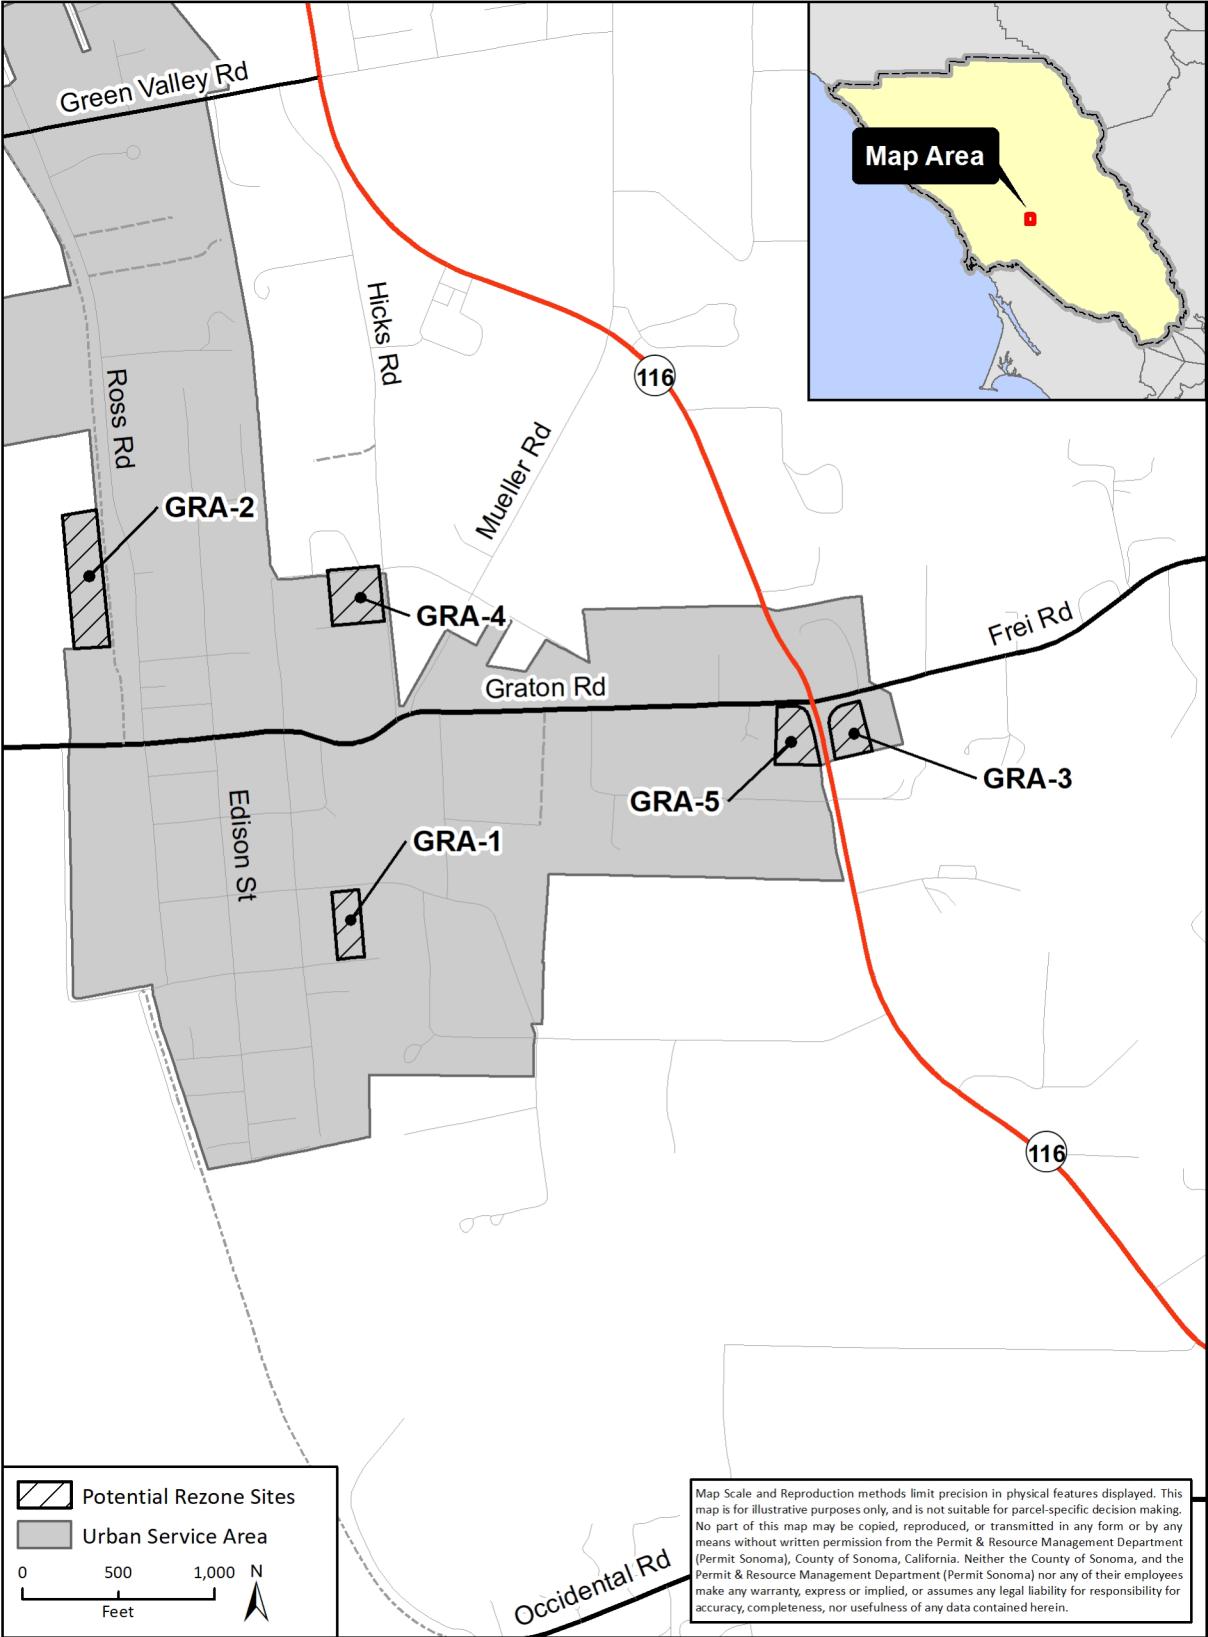 Green Valley Rd
Map Area
Hicks Rd
116
Ross Rd
Mueller Rd
GRA-2
GRA-4
Frei Rd
Graton Rd
GRA-3
GRA-5
Edison St
GRA-1
116
Potential Rezone Sites
Urban Service Area
0 500 1,000 N
Feet
Occidental Rd
Map Scale and Reproduction methods limit precision in physical features displayed. This
map is for illustrative purposes only, and is not suitable for parcel-specific decision making.
No part of this map may be copied, reproduced, or transmitted in any form or by any
means without written permission from the Permit & Resource Management Department
(Permit Sonoma), County of Sonoma, California. Neither the County of Sonoma, and the
Permit & Resource Management Department (Permit Sonoma) nor any of their employees
make any warranty, express or implied, or assumes any legal liability for responsibility for
accuracy, completeness, nor usefulness of any data contained herein.